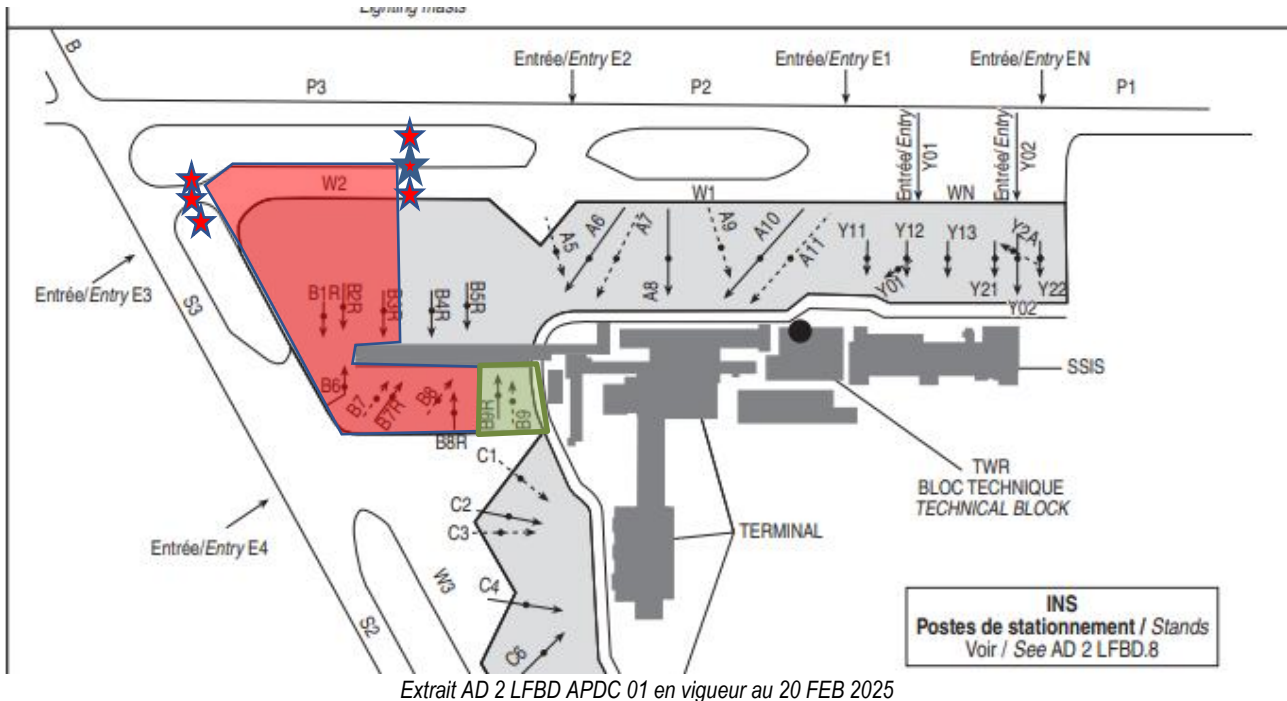 Lighting masts
B
Entrée/Entry E2
Entrée/Entry E1
Entrée/Entry EN
P3
P2
P1
Entrée/Entry
Y01
Entrée/Entry
Y02
W2
W1
WN
A5
A6
A7
A8
A9
A10
A11
Y11
Y12
Y13
Y2A
Y01
Y21
Y22
Y02
Entrée/Entry E3
S3
B1R
B2R
B3R
B4R
B5R
B6
B7
B7R
B8
B8R
B9R
B9
SSIS
C1
C2
C3
C4
C6
TWR
BLOC TECHNIQUE
TECHNICAL BLOCK
TERMINAL
Entrée/Entry E4
W3
S2
INS
Postes de stationnement / Stands
Voir / See AD 2 LFBD.8
Extrait AD 2 LFBD APDC 01 en vigueur au 20 FEB 2025